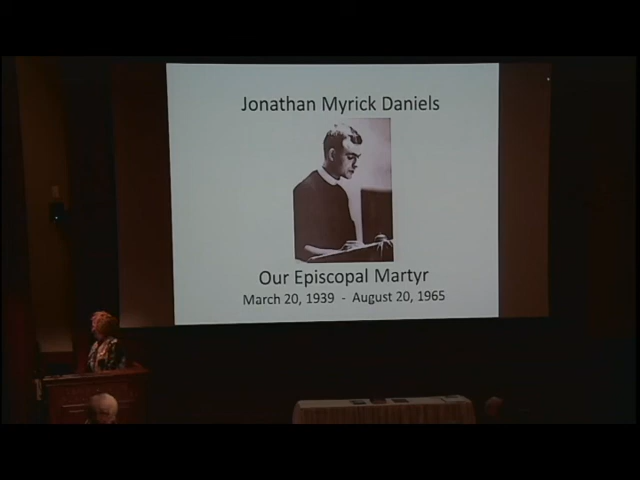 Jonathan Myrick Daniels
Our Episcopal Martyr
March 20, 1939 - August 20, 1965